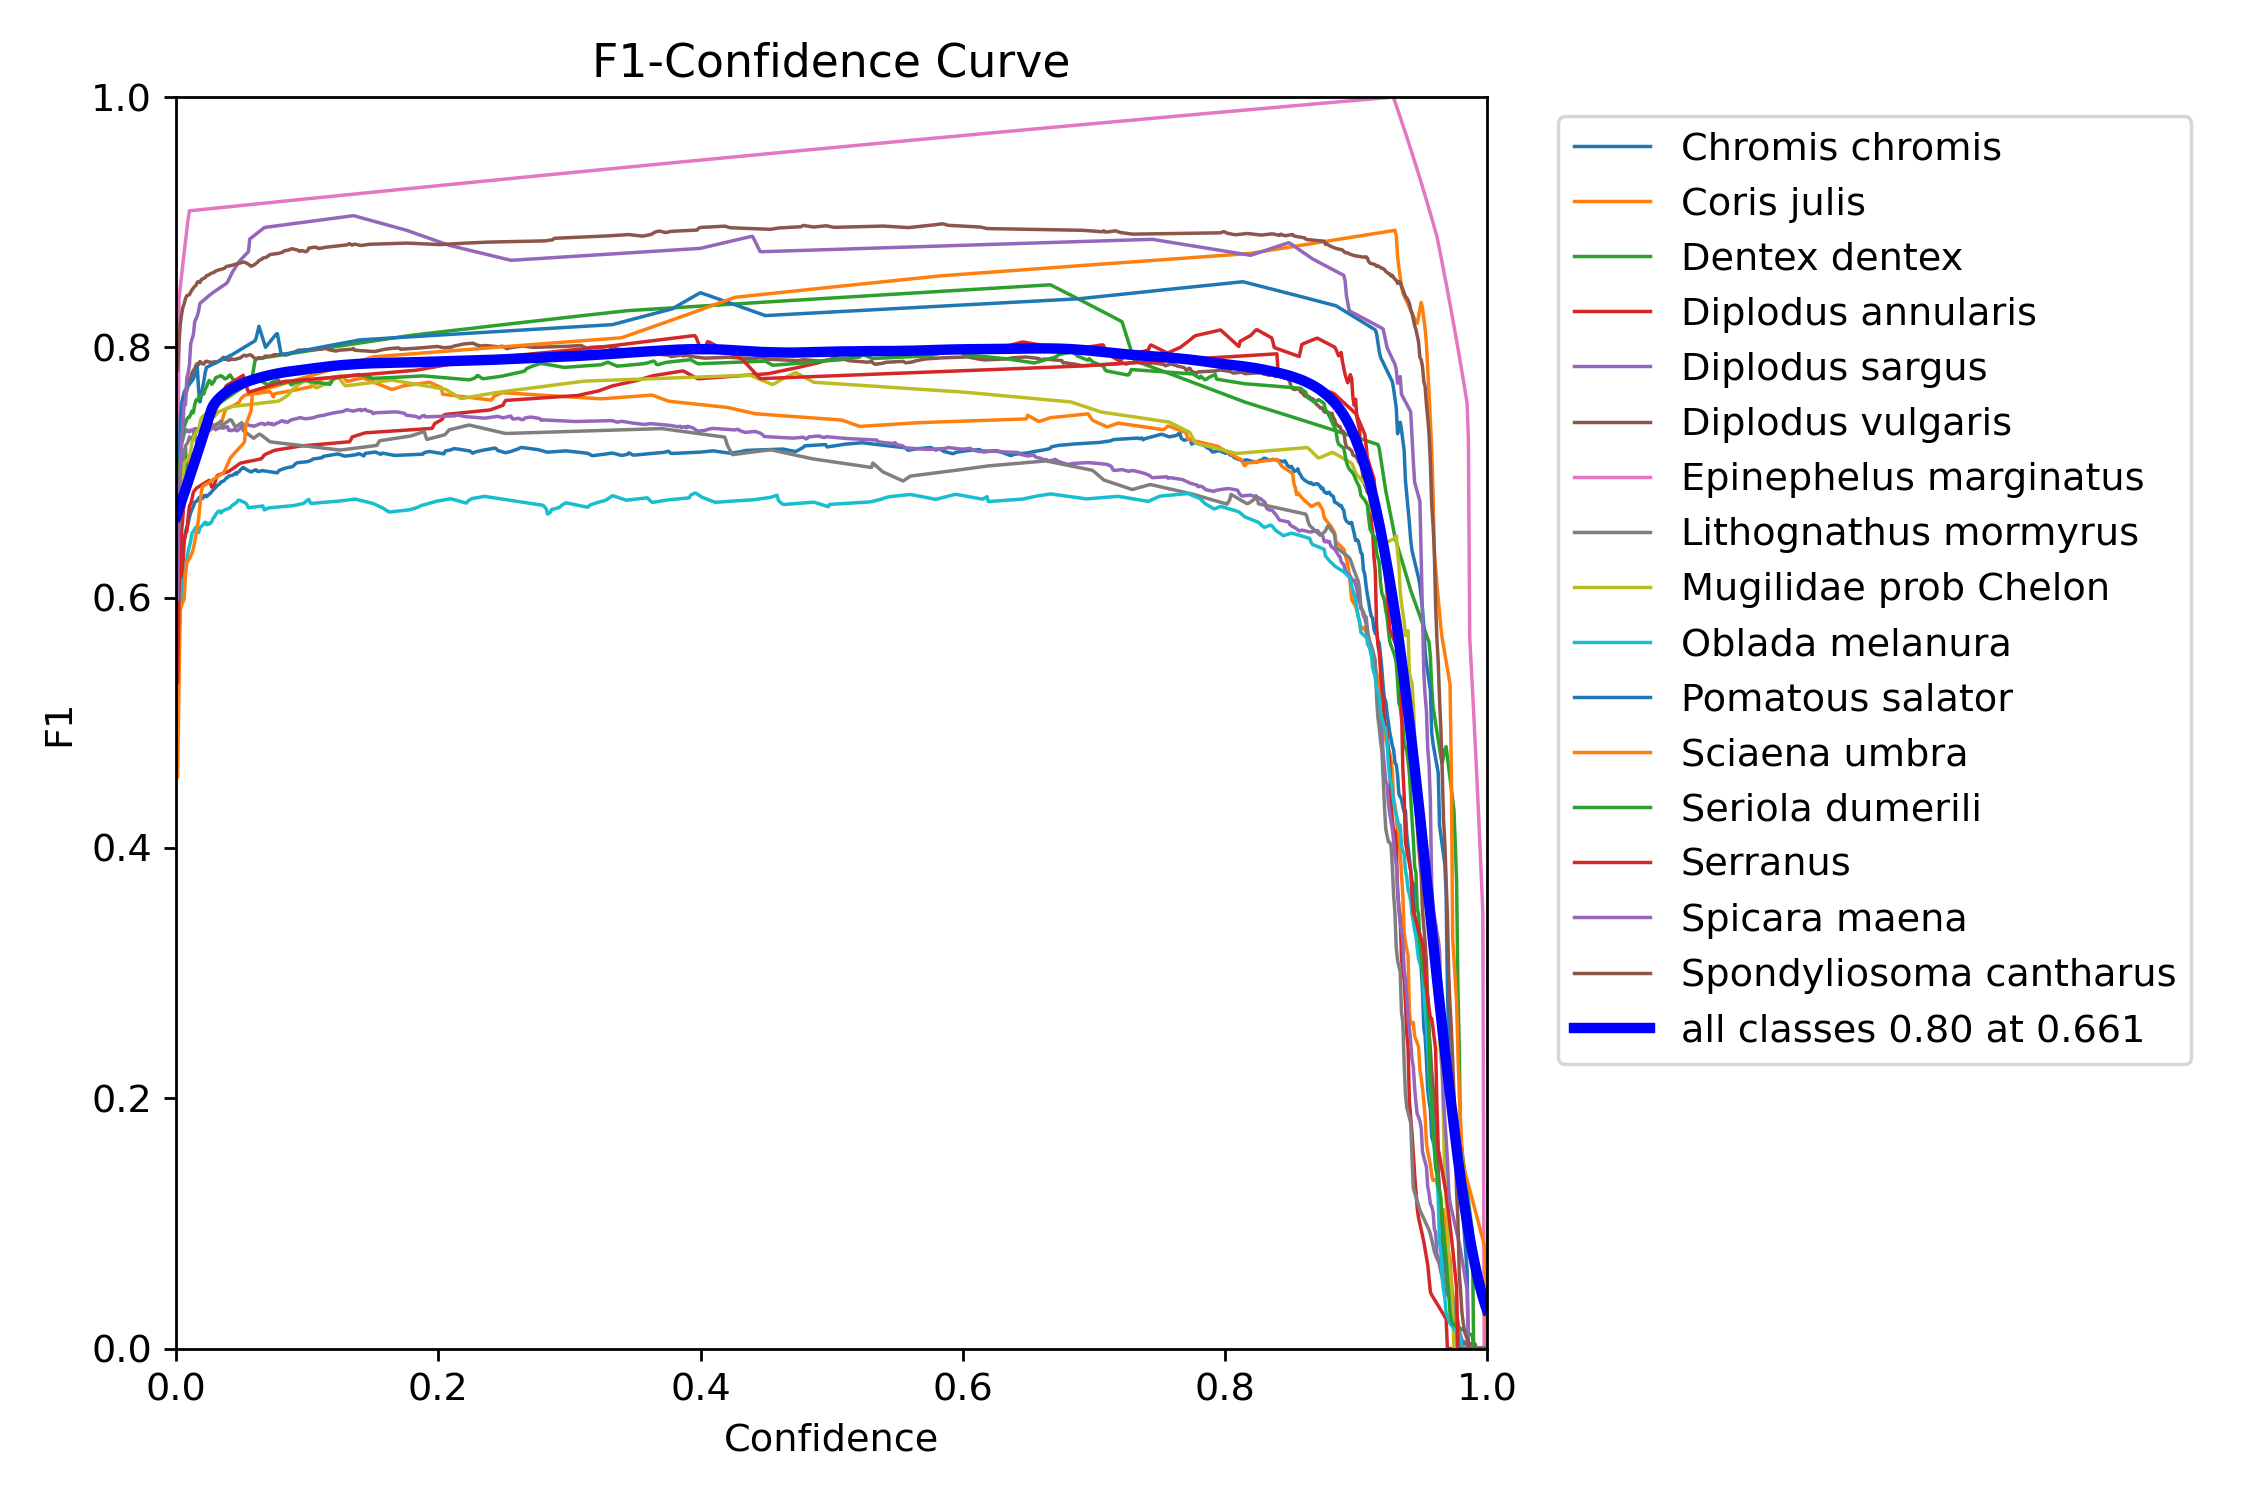 F1-Confidence Curve
1.0
0.8
0.6
0.4
0.2
0.0
F1
0.0 0.2 0.4 0.6 0.8 1.0
Confidence
Chromis chromis
Coris julis
Dentex dentex
Diplodus annularis
Diplodus sargus
Diplodus vulgaris
Epinephelus marginatus
Lithognathus mormyrus
Mugilidae prob Chelon
Oblada melanura
Pomatous salator
Sciaena umbra
Seriola dumerili
Serranus
Spicara maena
Spondyliosoma cantharus
all classes 0.80 at 0.661